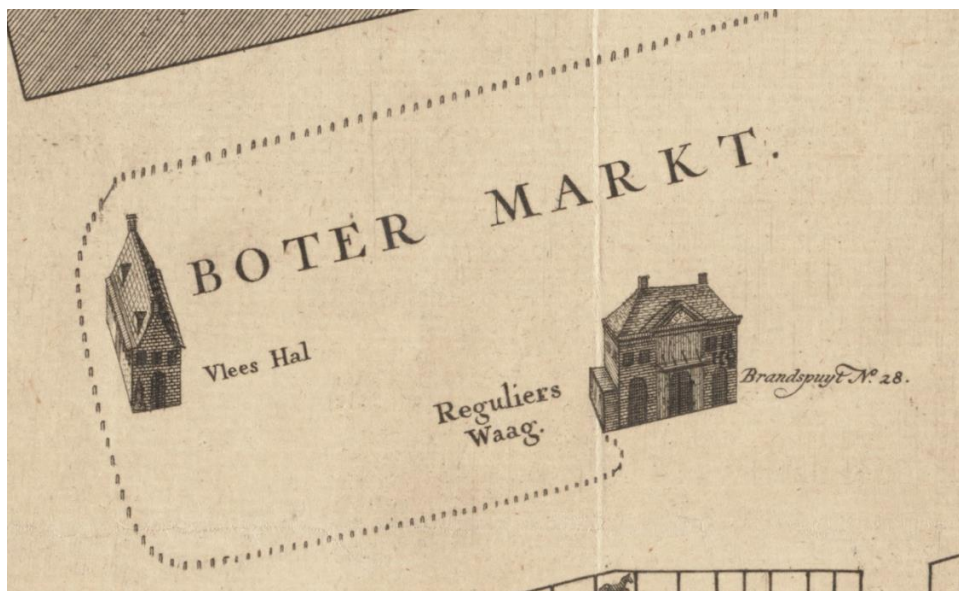 BOTER MARKT.
Vlees Hal
Reguliers
Waag.
Brandspuyt No. 28.